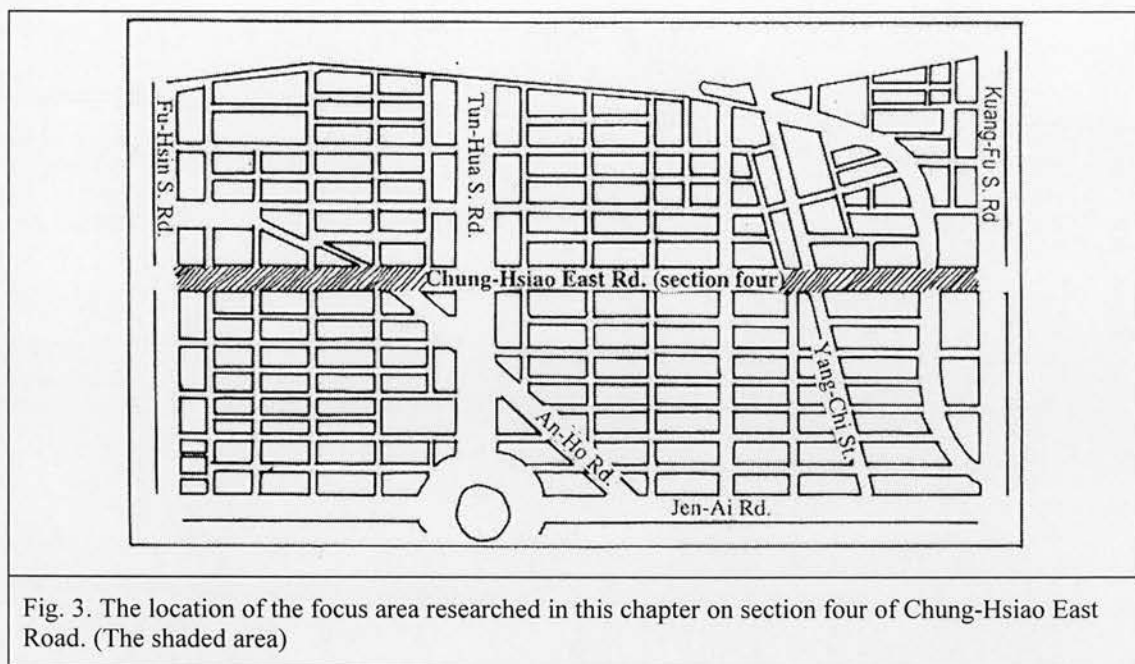 Fu-Hsin S. Rd.
Tun-Hua S. Rd.
Kuang-Fu S. Rd
Chung-Hsiao East Rd. (section four)
Yang-Chi St.
An-Ho Rd.
Jen-Ai Rd.
Fig. 3. The location of the focus area researched in this chapter on section four of Chung-Hsiao East
Road. (The shaded area)